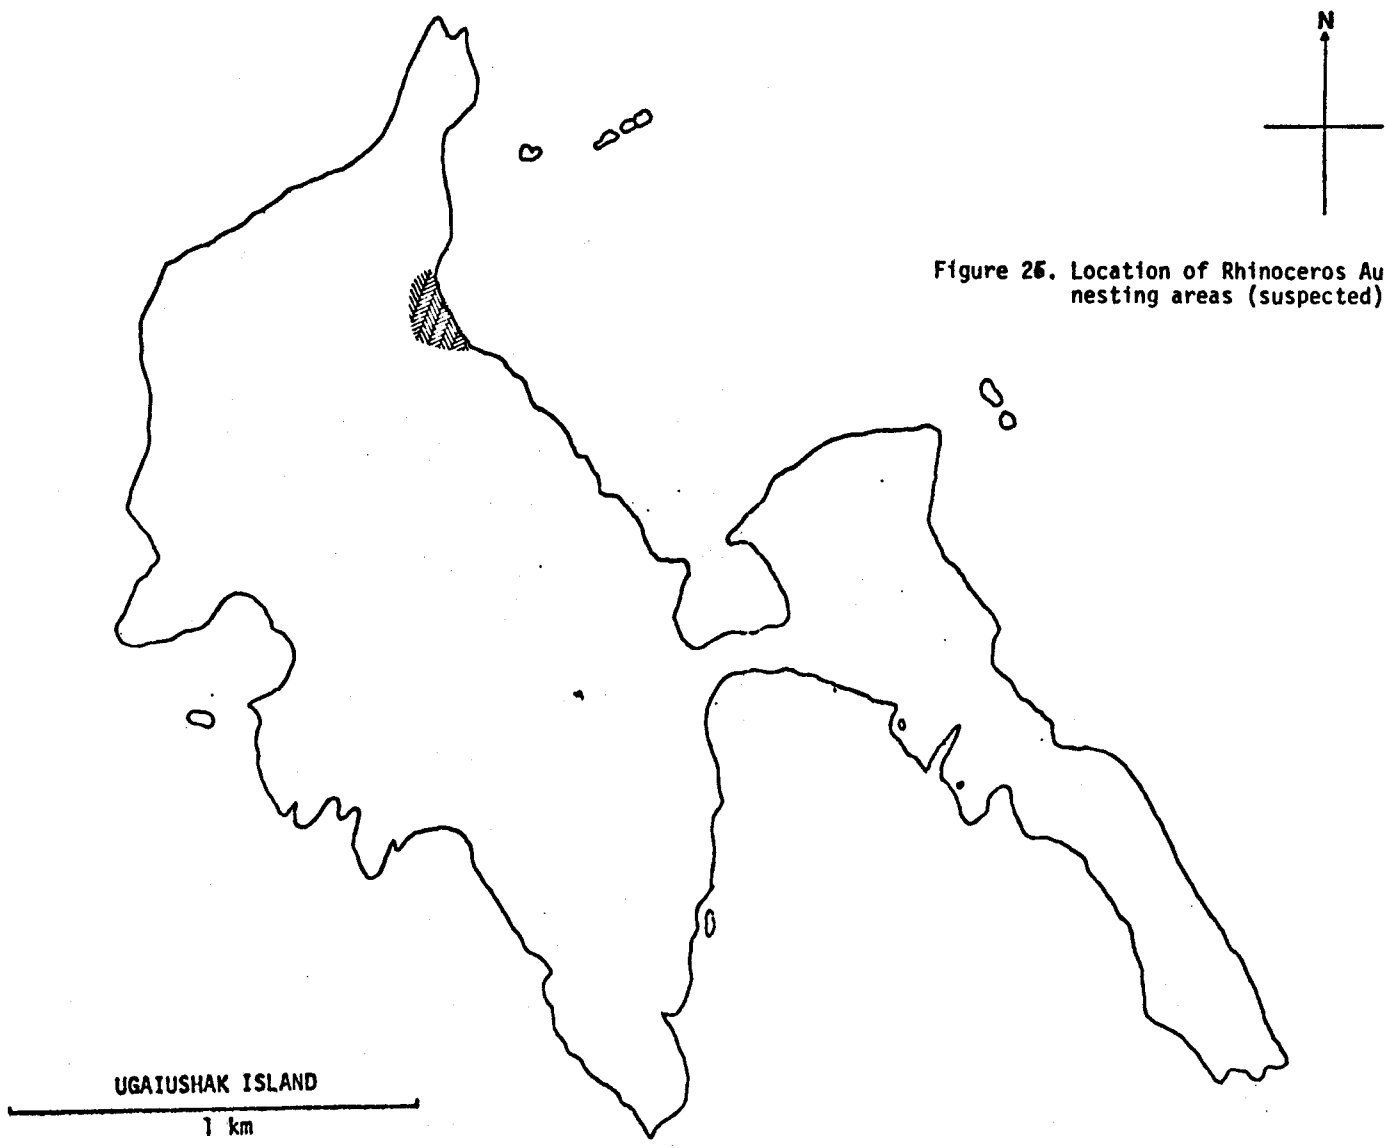 N
Figure 26. Location of Rhinoceros Au
nesting areas (suspected)
UGAIUSHAK ISLAND
1 km